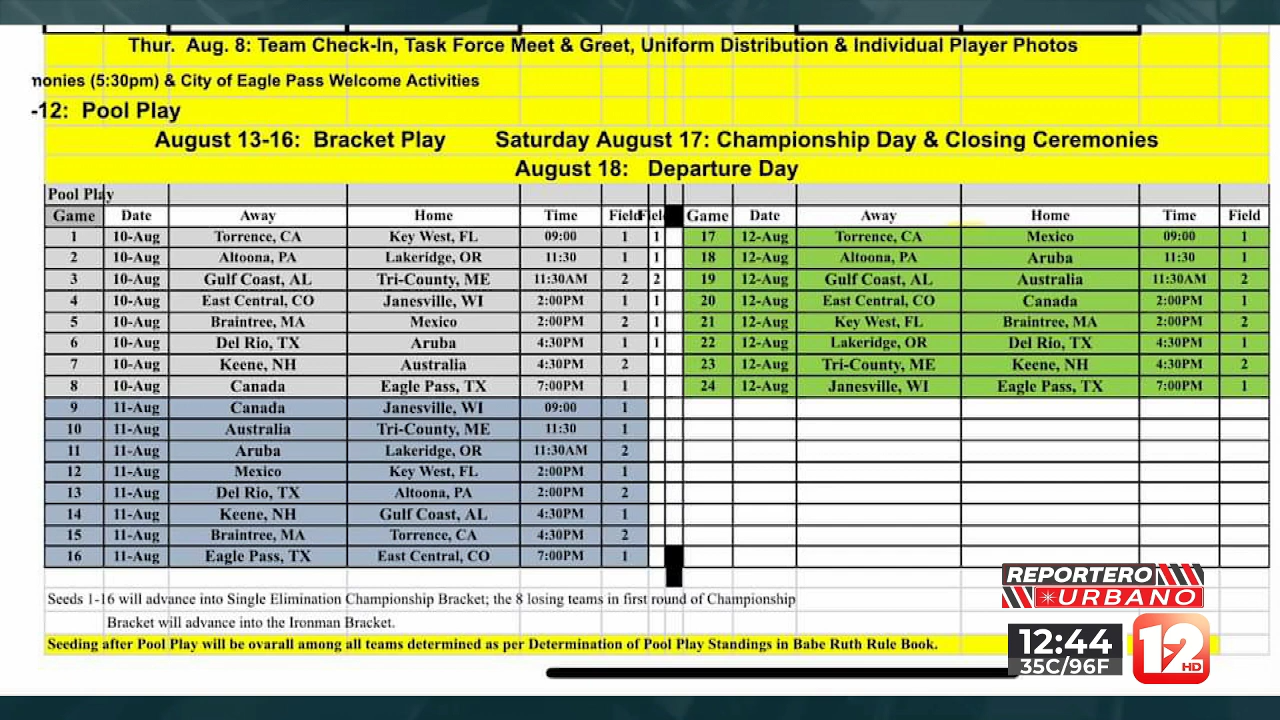 Thur. Aug. 8: Team Check-In, Task Force Meet & Greet, Uniform Distribution & Individual Player Photos
monies (5:30pm) & City of Eagle Pass Welcome Activities
-12: Pool Play
August 13-16: Bracket Play Saturday August 17: Championship Day & Closing Ceremonies
August 18: Departure Day
Pool Play
Game Date Away Home Time Field Field Game Date Away Home Time Field
1 10-Aug Torrence, CA Key West, FL 09:00 1 1 17 12-Aug Torrence, CA Mexico 09:00 1
2 10-Aug Altoona, PA Lakeridge, OR 11:30 1 1 18 12-Aug Altoona, PA Aruba 11:30 1
3 10-Aug Gulf Coast, AL Tri-County, ME 11:30AM 2 2 19 12-Aug Gulf Coast, AL Australia 11:30AM 2
4 10-Aug East Central, CO Janesville, WI 2:00PM 1 1 20 12-Aug East Central, CO Canada 2:00PM 1
5 10-Aug Braintree, MA Mexico 2:00PM 2 1 21 12-Aug Key West, FL Braintree, MA 2:00PM 2
6 10-Aug Del Rio, TX Aruba 4:30PM 1 1 22 12-Aug Lakeridge, OR Del Rio, TX 4:30PM 1
7 10-Aug Keene, NH Australia 4:30PM 2 23 12-Aug Tri-County, ME Keene, NH 4:30PM 2
8 10-Aug Canada Eagle Pass, TX 7:00PM 1 24 12-Aug Janesville, WI Eagle Pass, TX 7:00PM 1
9 11-Aug Canada Janesville, WI 09:00 1
10 11-Aug Australia Tri-County, ME 11:30 1
11 11-Aug Aruba Lakeridge, OR 11:30AM 2
12 11-Aug Mexico Key West, FL 2:00PM 1
13 11-Aug Del Rio, TX Altoona, PA 2:00PM 2
14 11-Aug Keene, NH Gulf Coast, AL 4:30PM 1
15 11-Aug Braintree, MA Torrence, CA 4:30PM 2
16 11-Aug Eagle Pass, TX East Central, CO 7:00PM 1
Seeds 1-16 will advance into Single Elimination Championship Bracket; the 8 losing teams in first round of Championship
Bracket will advance into the Ironman Bracket.
Seeding after Pool Play will be ovarall among all teams determined as per Determination of Pool Play Standings in Babe Ruth Rule Book.
REPORTERO
URBANO
12:44
35C/96F
12
HD